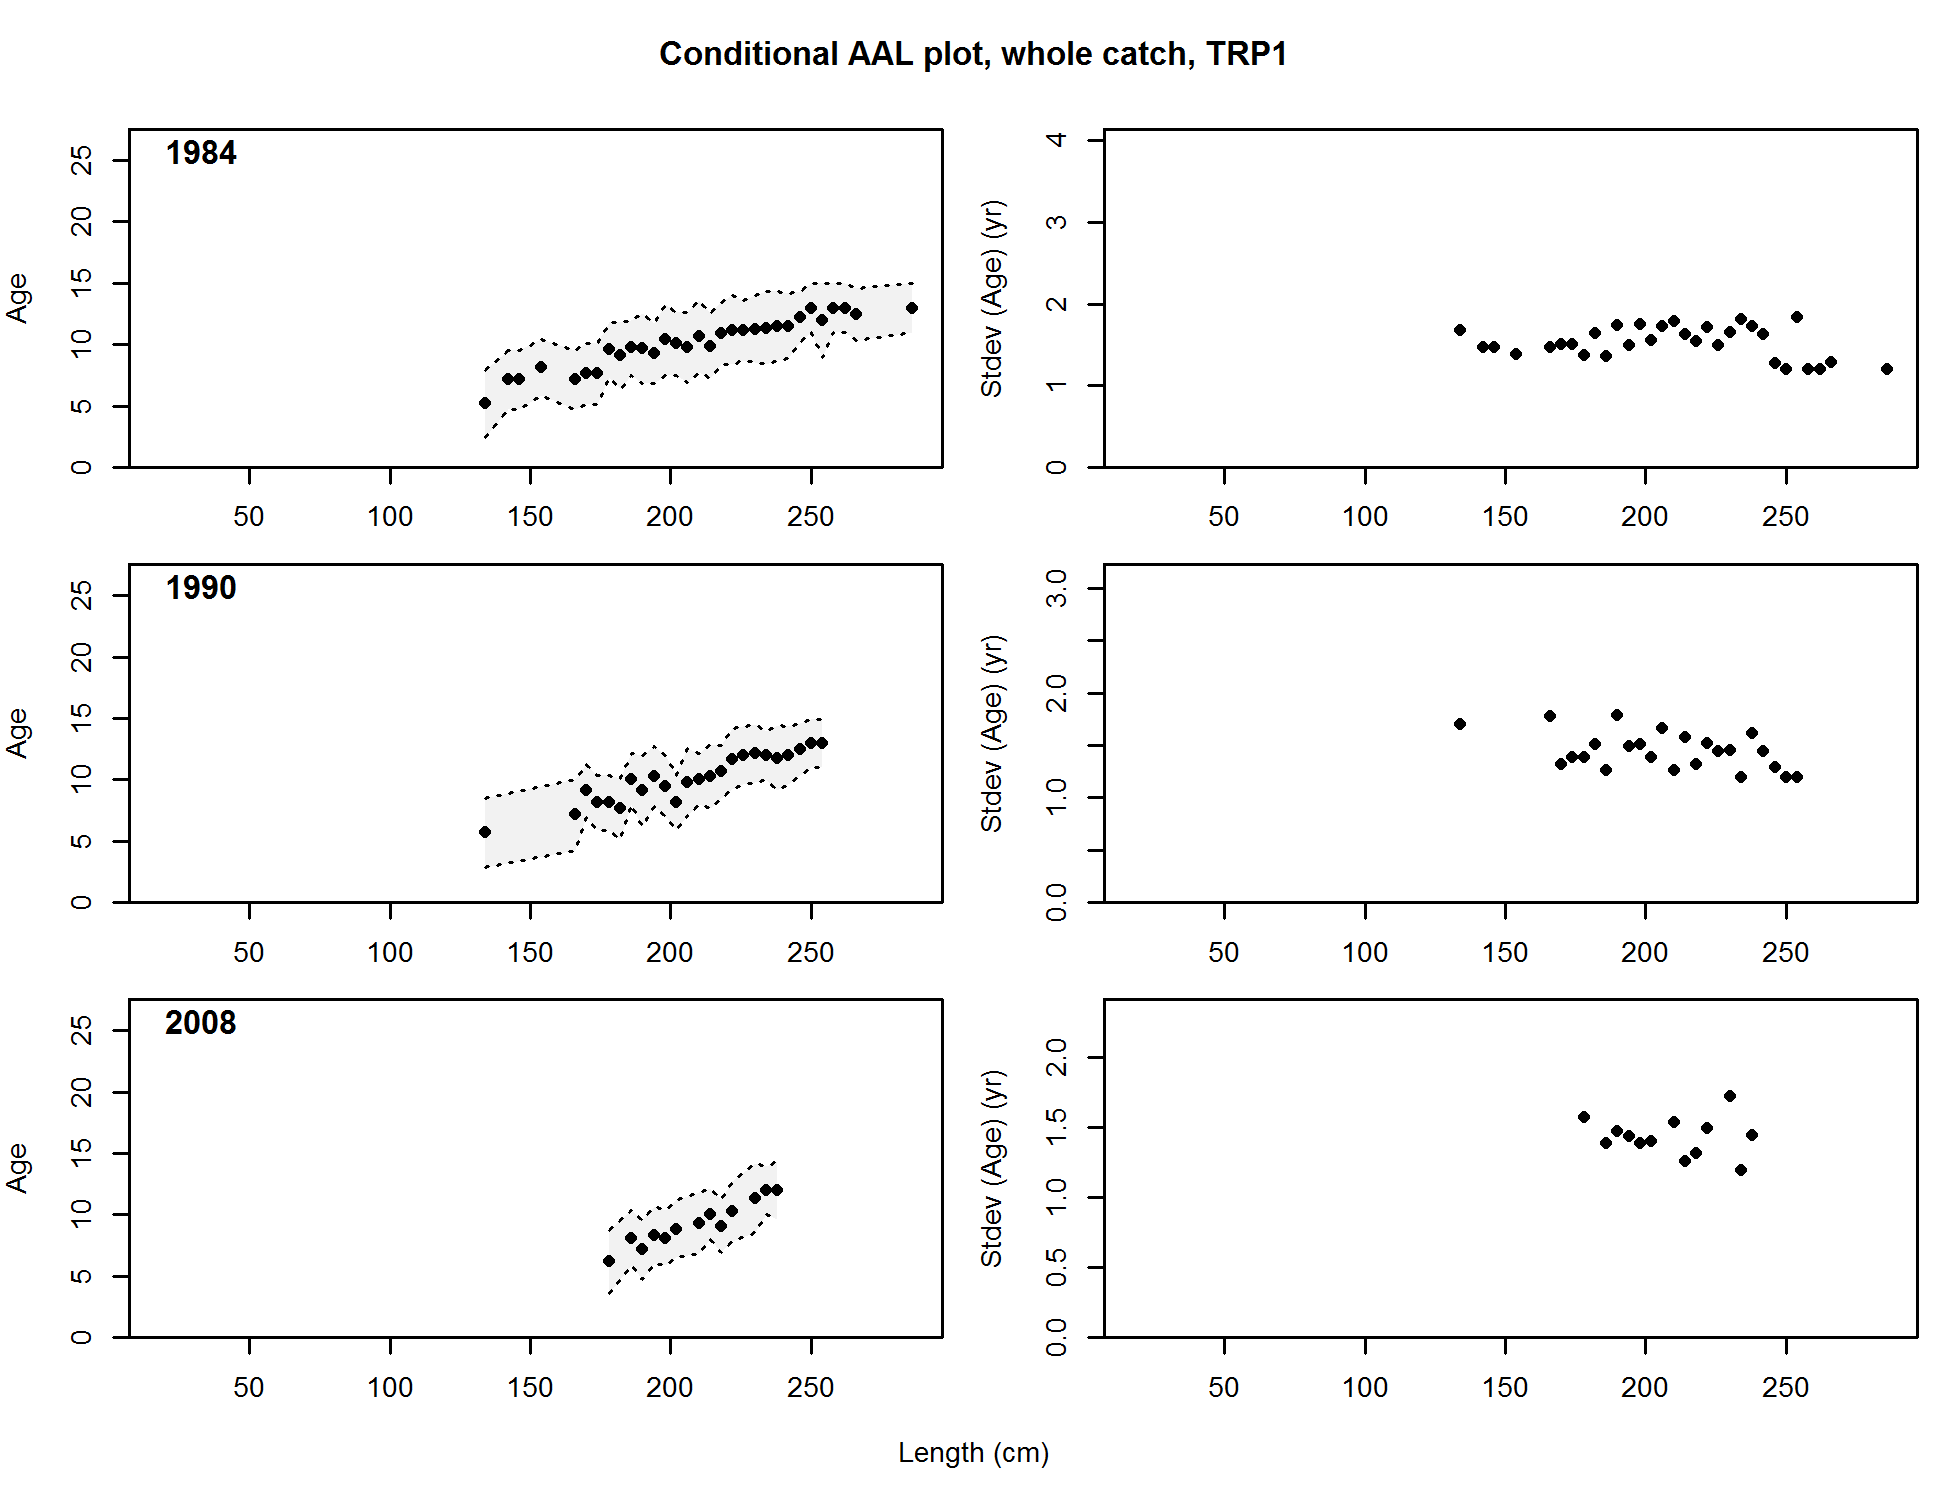 Conditional AAL plot, whole catch, TRP1
1984
Age
0 5 10 15 20 25
50 100 150 200 250
Stdev (Age) (yr)
0 1 2 3 4
50 100 150 200 250
1990
Age
0 5 10 15 20 25
50 100 150 200 250
Stdev (Age) (yr)
0.0 1.0 2.0 3.0
50 100 150 200 250
2008
Age
0 5 10 15 20 25
50 100 150 200 250
Stdev (Age) (yr)
0.0 0.5 1.0 1.5 2.0
50 100 150 200 250
Length (cm)